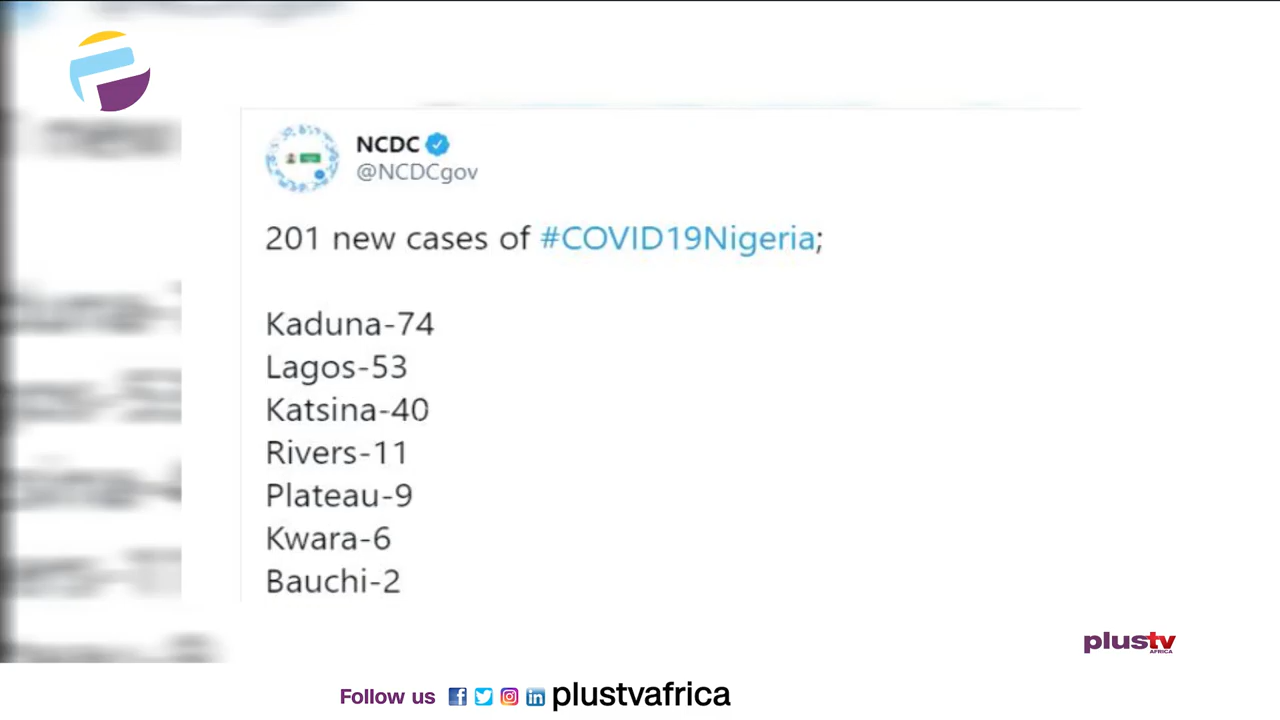 NCDC
@NCDCgov
201 new cases of #COVID19Nigeria;
Kaduna-74
Lagos-53
Katsina-40
Rivers-11
Plateau-9
Kwara-6
Bauchi-2
plustv
AFRICA
Follow us plustvafrica